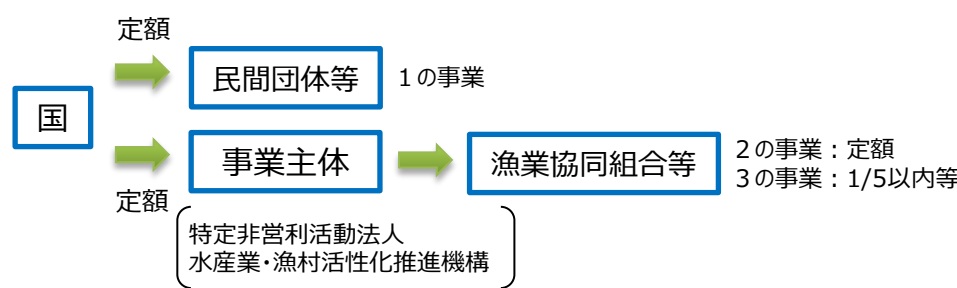 定額
民間団体等
１の事業
国
事業主体
漁業協同組合等
２の事業：定額
３の事業：1/5以内等
定額
特定非営利活動法人
水産業・漁村活性化推進機構